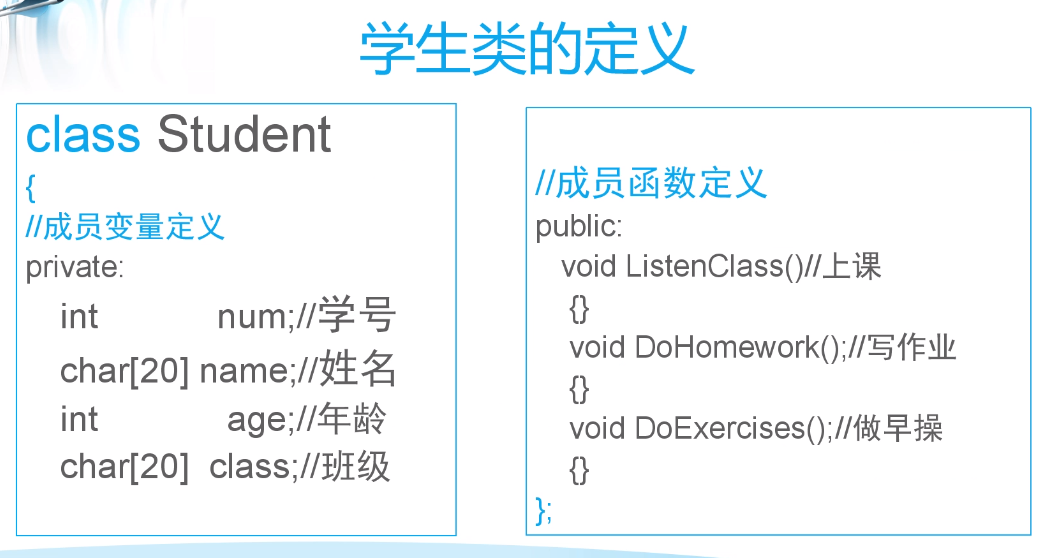 学生类的定义
class Student
{
//成员变量定义
private:
int num;//学号
char[20] name;//姓名
int age;//年龄
char[20] class;//班级
//成员函数定义
public:
void ListenClass()//上课
{}
void DoHomework();//写作业
{}
void DoExercises();//做早操
{}
};